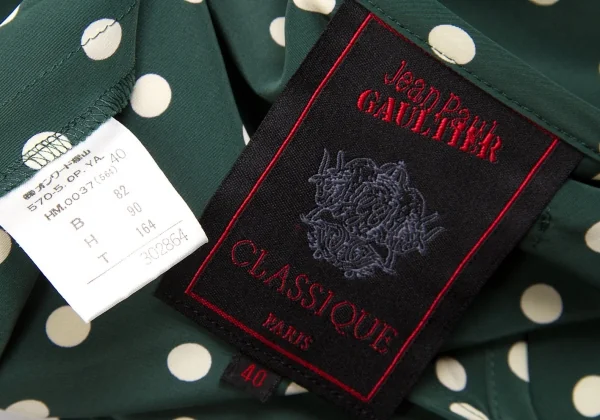 ㈱オンワード樫山
570-5.OP.YA. 40
HM.0037(561)
B 82
H 90
T 164
302864
Jean Paul
GAULTIER
CLASSIQUE
PARIS
40